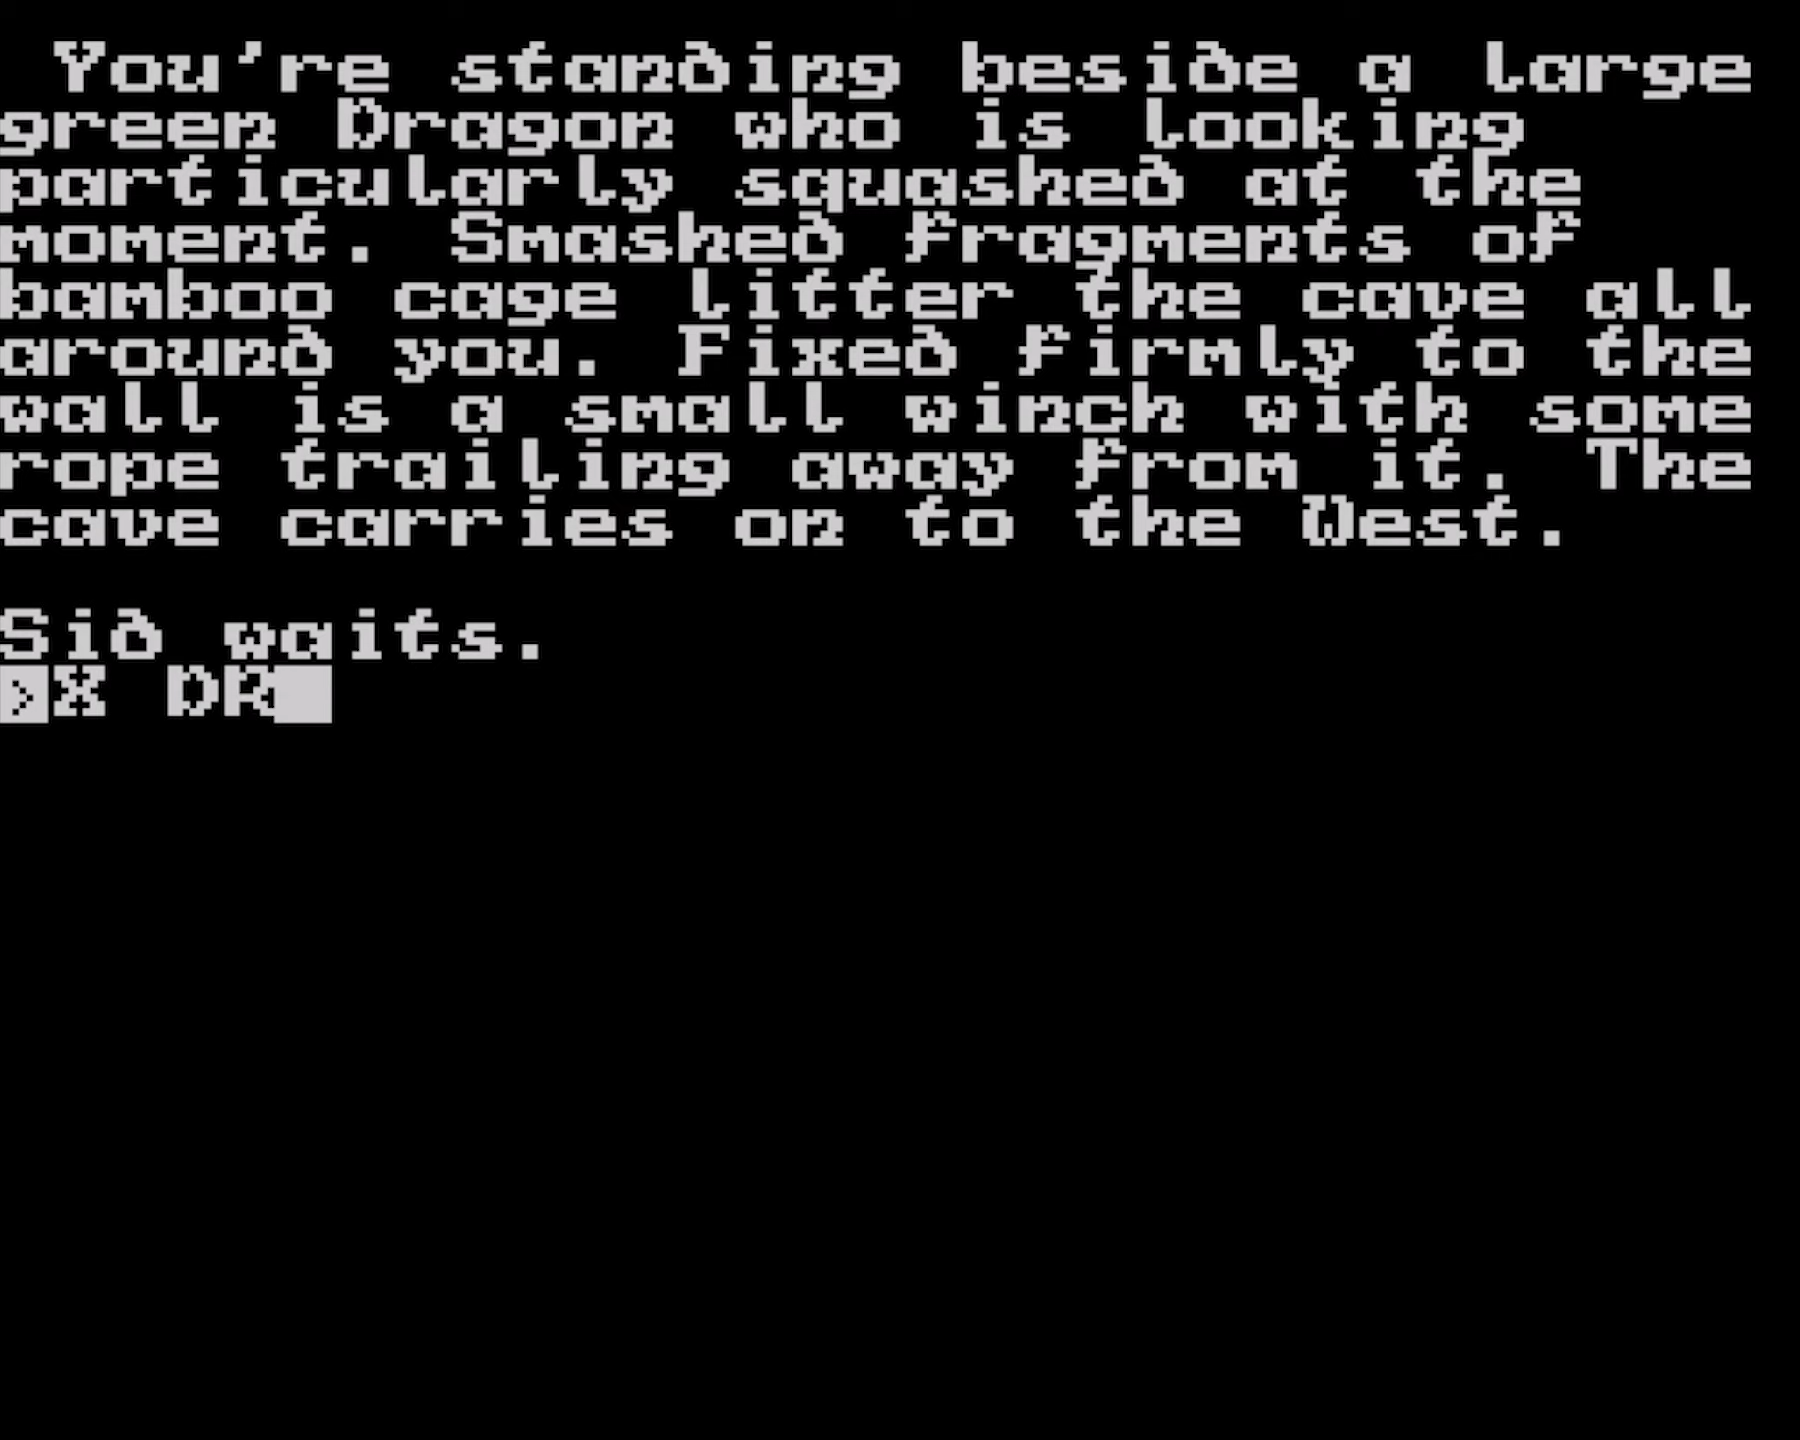 You're standing beside a large
green Dragon who is looking
particularly squashed at the
moment. Smashed fragments of
bamboo cage litter the cave all
around you. Fixed firmly to the
wall is a small winch with some
rope trailing away from it. The
cave carries on to the West.
Sid waits.
>X DR